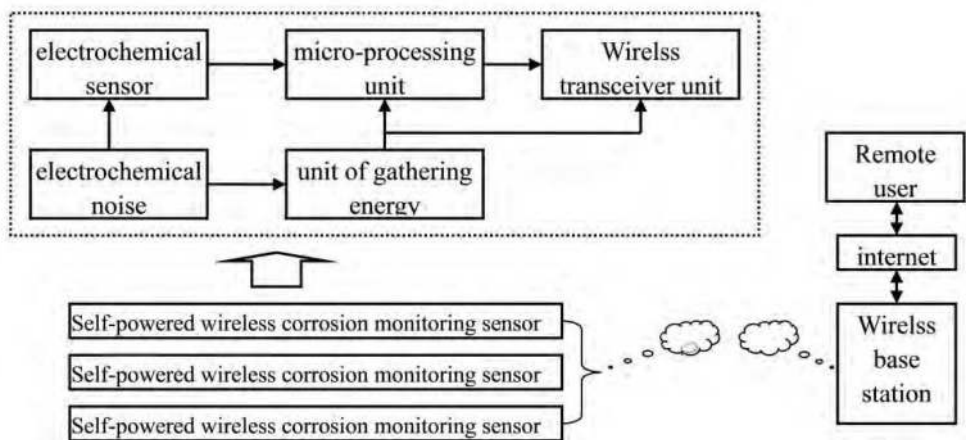 electrochemical
sensor
micro-processing
unit
Wirelss
transceiver unit
electrochemical
noise
unit of gathering
energy
Remote
user
internet
Self-powered wireless corrosion monitoring sensor
Self-powered wireless corrosion monitoring sensor
Self-powered wireless corrosion monitoring sensor
Wirelss
base
station